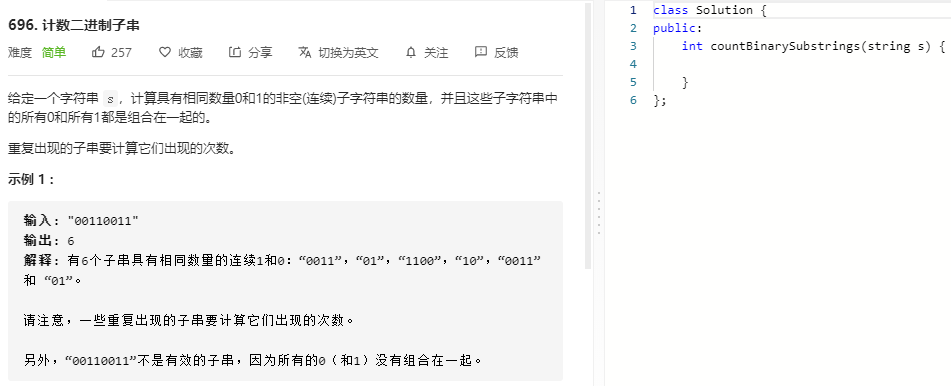 696. 计数二进制子串
难度 简单 257 收藏 分享 切换为英文 关注 反馈
给定一个字符串 s，计算具有相同数量0和1的非空(连续)子字符串的数量，并且这些子字符串中
的所有0和所有1都是组合在一起的。
重复出现的子串要计算它们出现的次数。
示例 1 :
输入: "00110011"
输出: 6
解释: 有6个子串具有相同数量的连续1和0：“0011”，“01”，“1100”，“10”，“0011”
和 “01”。
请注意，一些重复出现的子串要计算它们出现的次数。
另外，“00110011”不是有效的子串，因为所有的0（和1）没有组合在一起。
1 class Solution {
2 public:
3     int countBinarySubstrings(string s) {
4
5     }
6 };